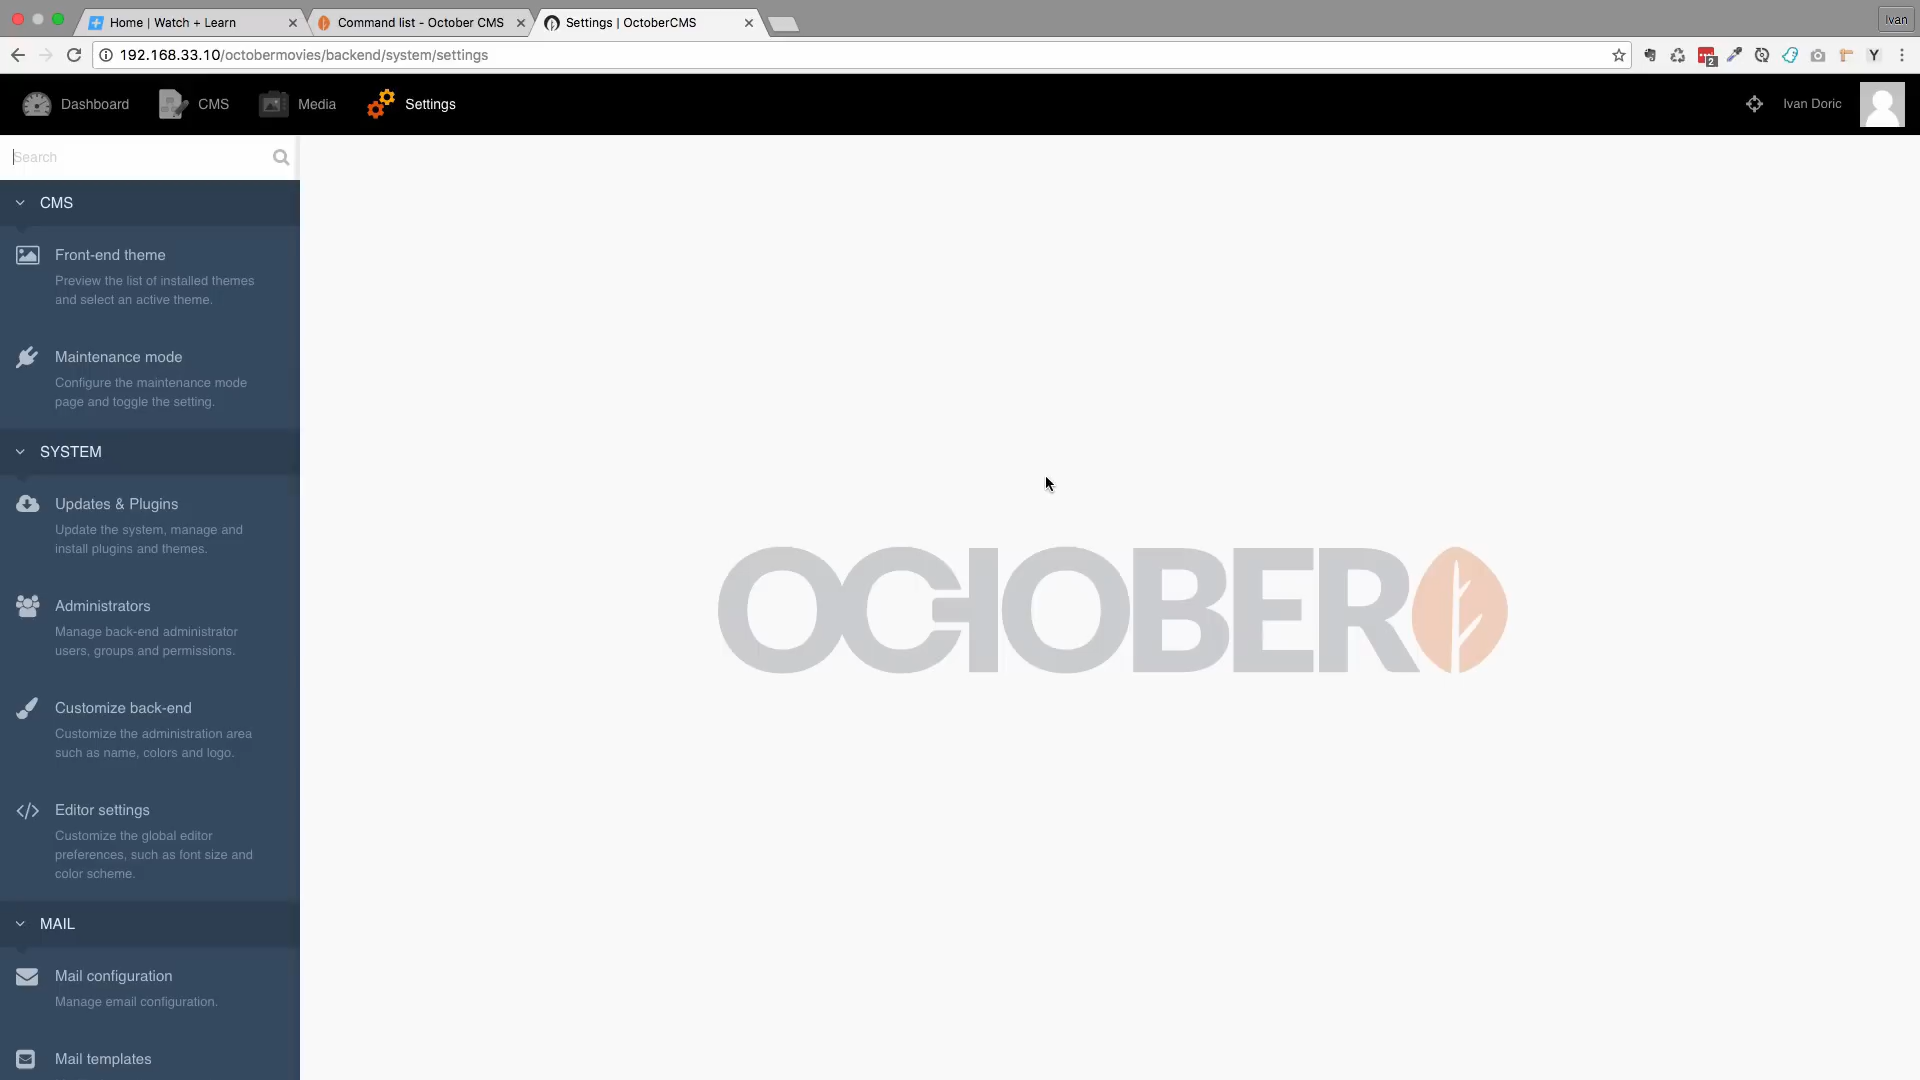 Home | Watch + Learn
Command list - October CMS
Settings | OctoberCMS
Ivan
192.168.33.10/octobermovies/backend/system/settings
2
Y
Dashboard
CMS
Media
Settings
Ivan Doric
Search
CMS
Front-end theme
Preview the list of installed themes
and select an active theme.
Maintenance mode
Configure the maintenance mode
page and toggle the setting.
SYSTEM
Updates & Plugins
Update the system, manage and
install plugins and themes.
Administrators
Manage back-end administrator
users, groups and permissions.
Customize back-end
Customize the administration area
such as name, colors and logo.
Editor settings
Customize the global editor
preferences, such as font size and
color scheme.
MAIL
Mail configuration
Manage email configuration.
Mail templates
OCTOBER